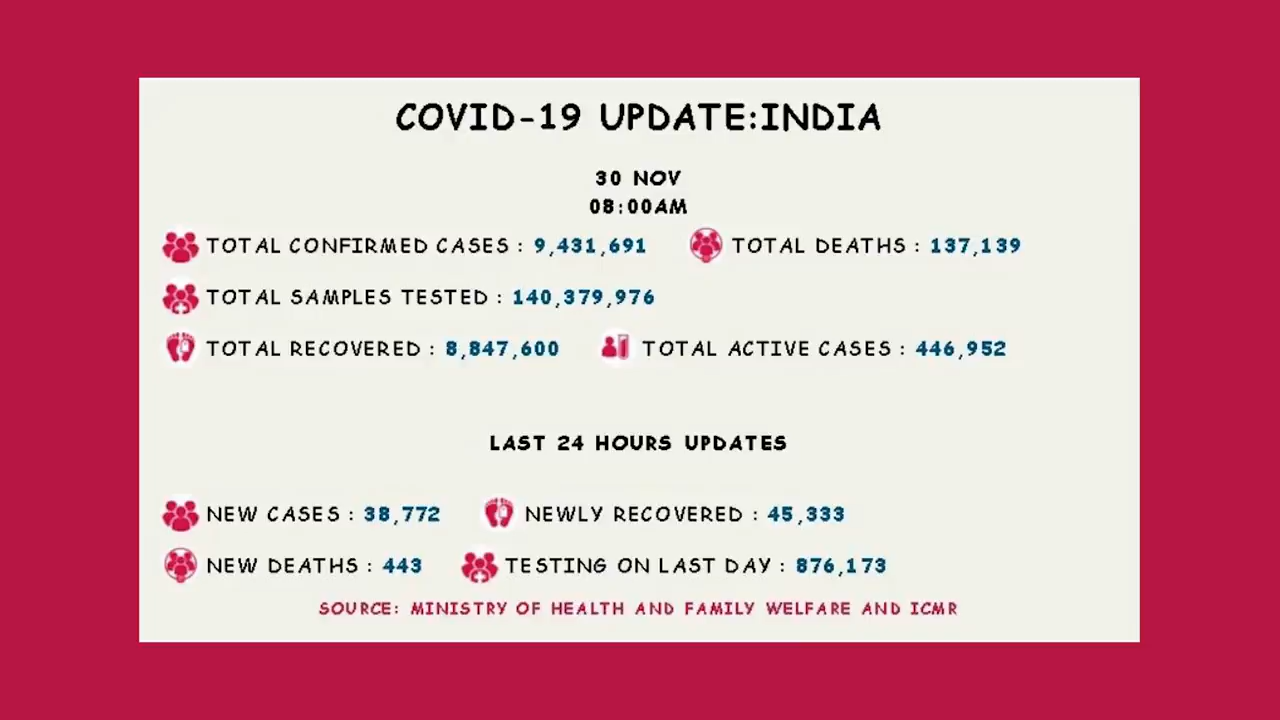 COVID-19 UPDATE:INDIA
30 NOV
08:00AM
TOTAL CONFIRMED CASES : 9,431,691 TOTAL DEATHS : 137,139
TOTAL SAMPLES TESTED : 140,379,976
TOTAL RECOVERED : 8,847,600 TOTAL ACTIVE CASES : 446,952
LAST 24 HOURS UPDATES
NEW CASES : 38,772 NEWLY RECOVERED : 45,333
NEW DEATHS : 443 TESTING ON LAST DAY : 876,173
SOURCE: MINISTRY OF HEALTH AND FAMILY WELFARE AND ICMR